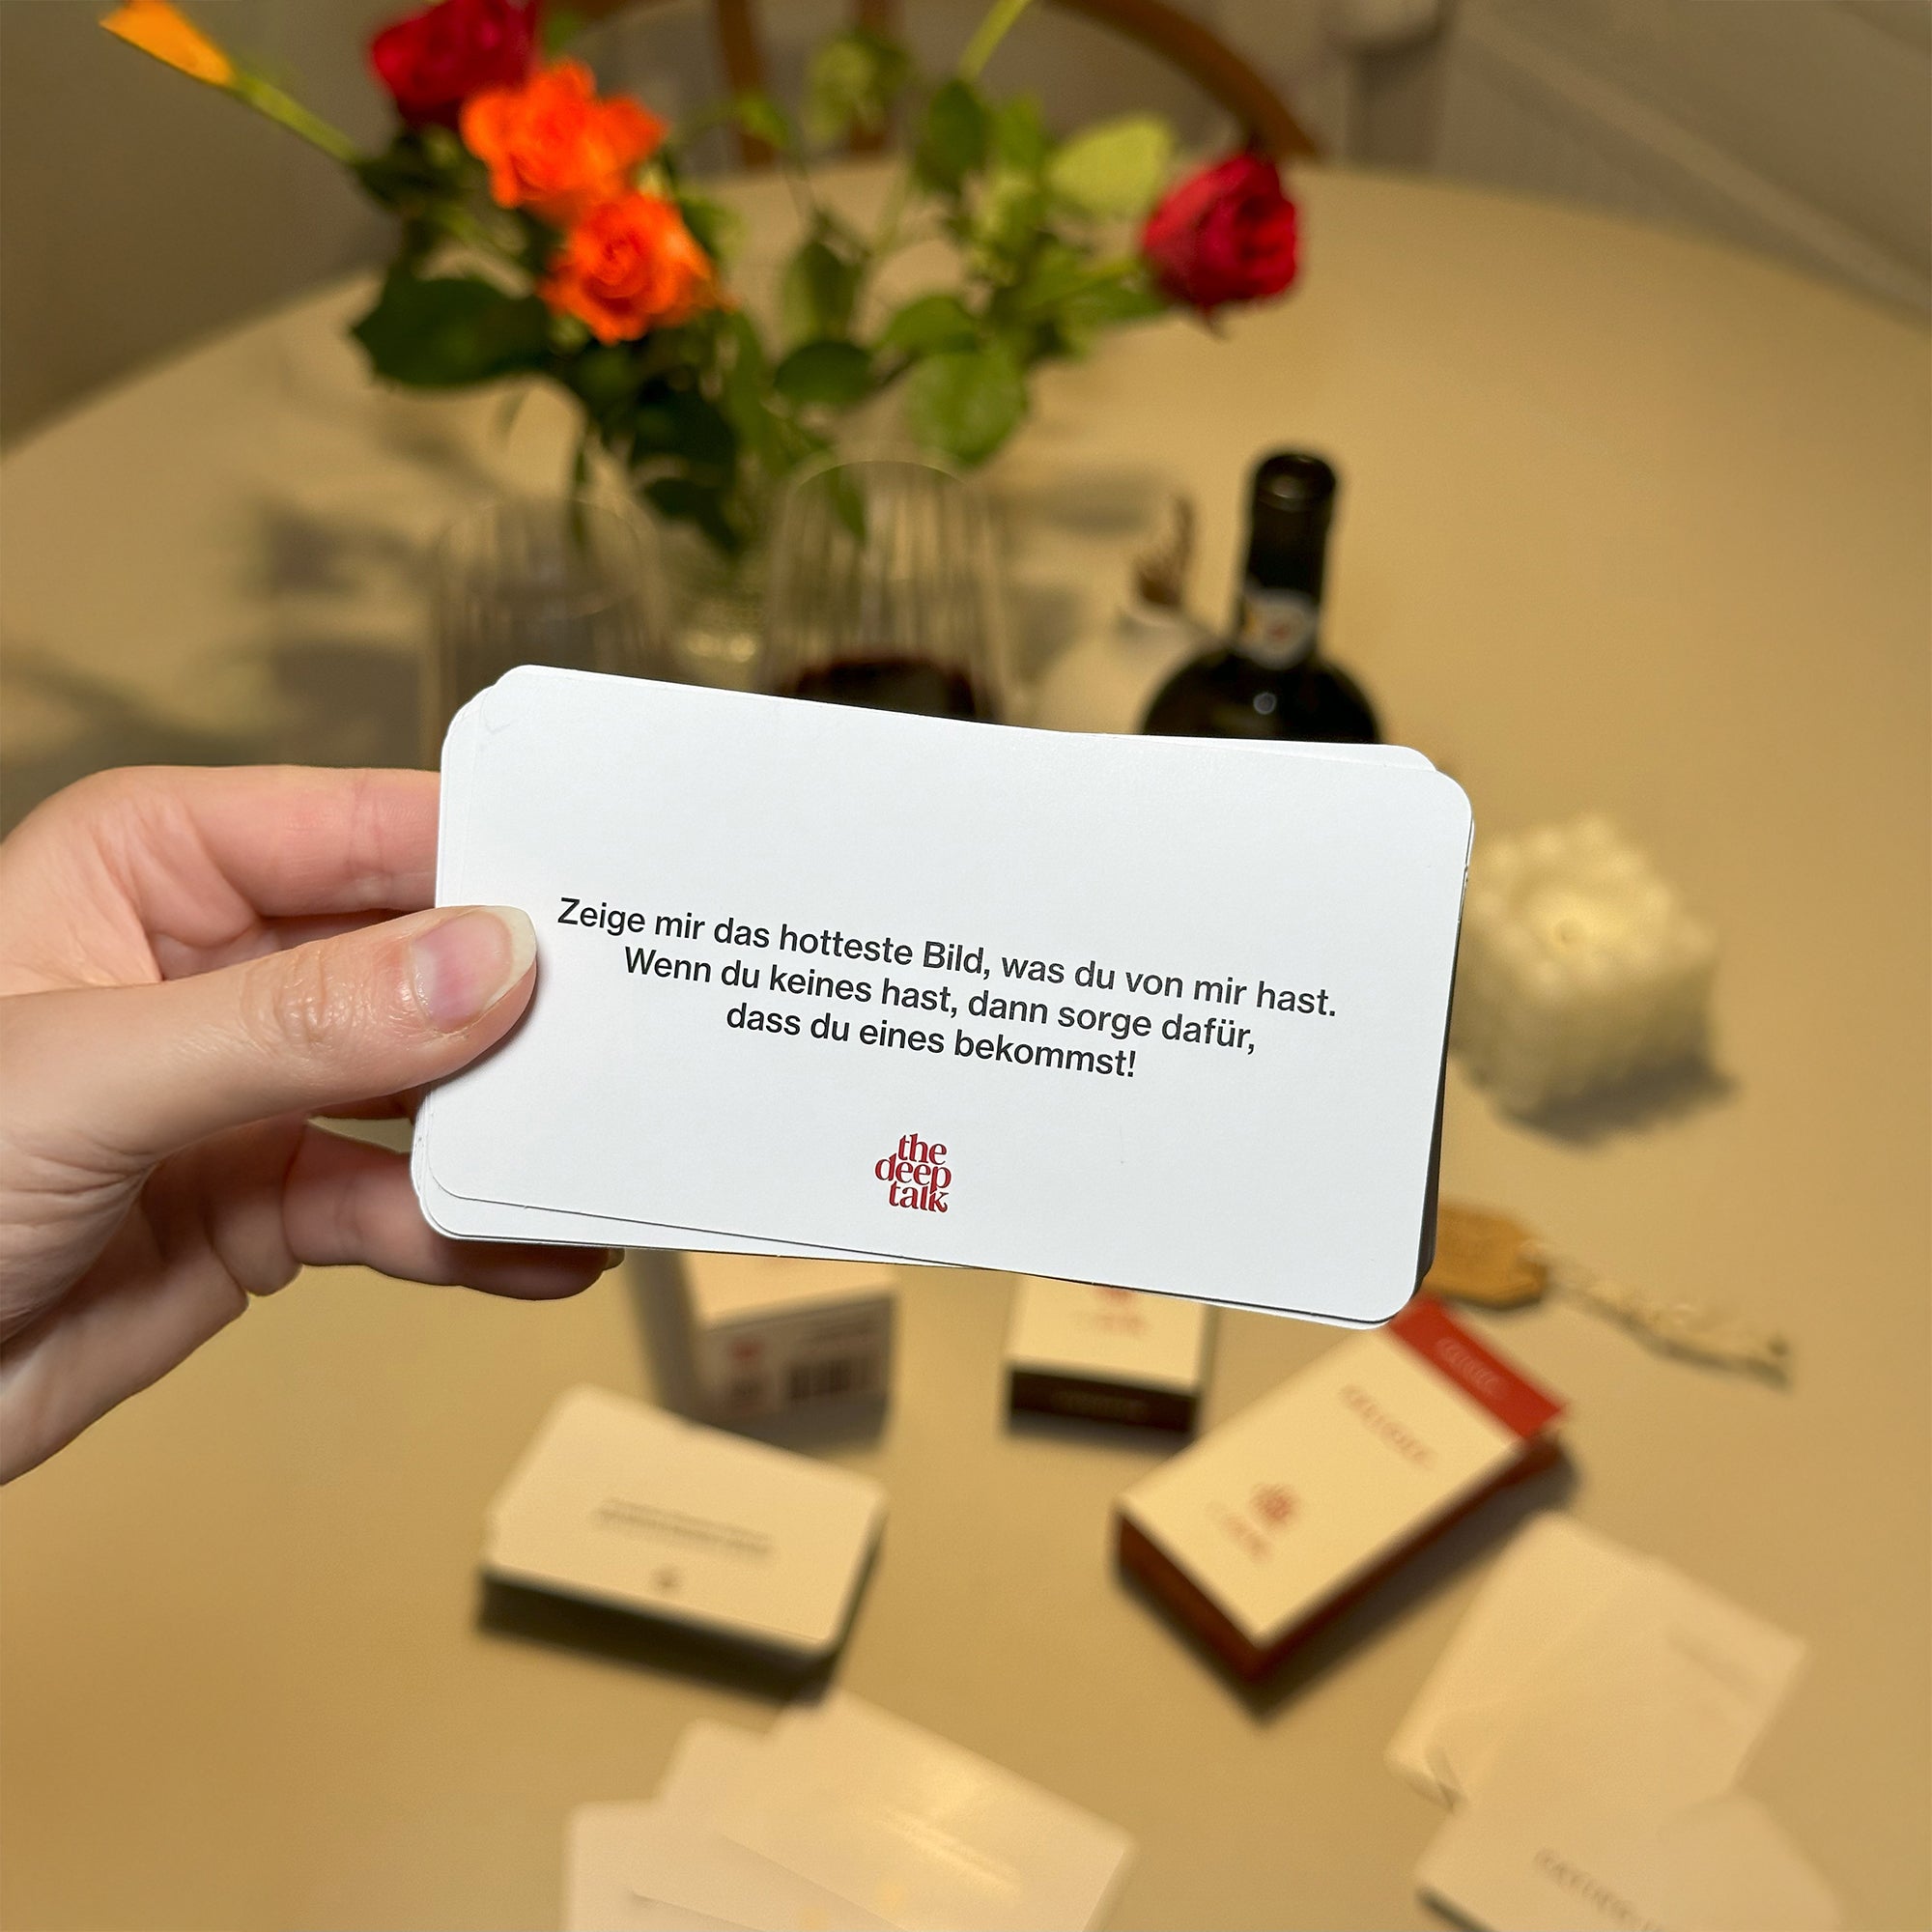 Zeige mir das hotteste Bild, was du von mir hast.
Wenn du keines hast, dann sorge dafür,
dass du eines bekommst!
the
deep
talk